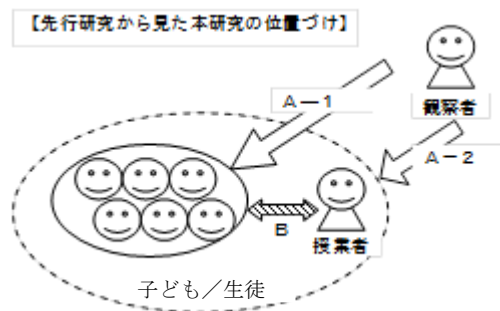 【先行研究から見た本研究の位置づけ】
A－1
観察者
A－2
B
授業者
子ども／生徒